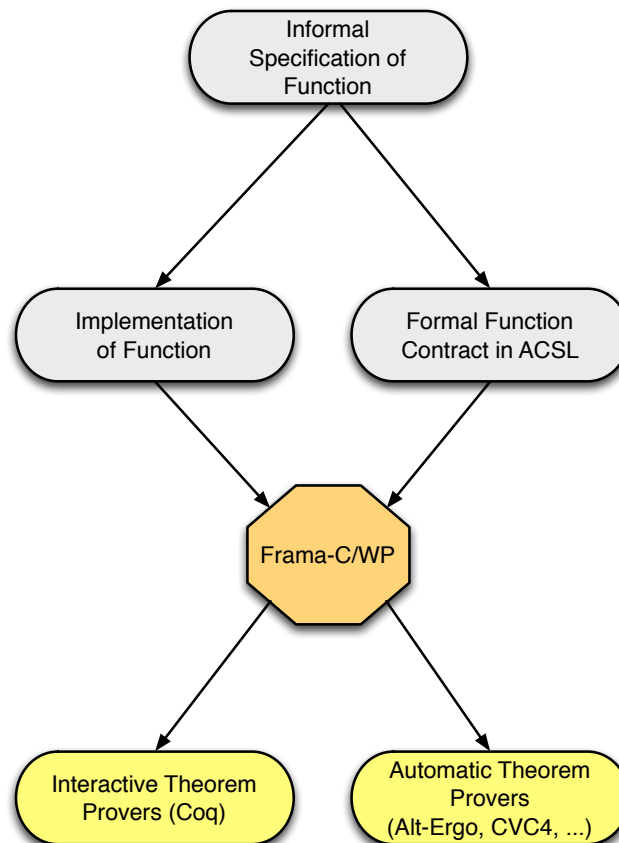 Informal
Specification of
Function
Implementation
of Function
Formal Function
Contract in ACSL
Frama-C/WP
Interactive Theorem
Provers (Coq)
Automatic Theorem
Provers
(Alt-Ergo, CVC4, ...)